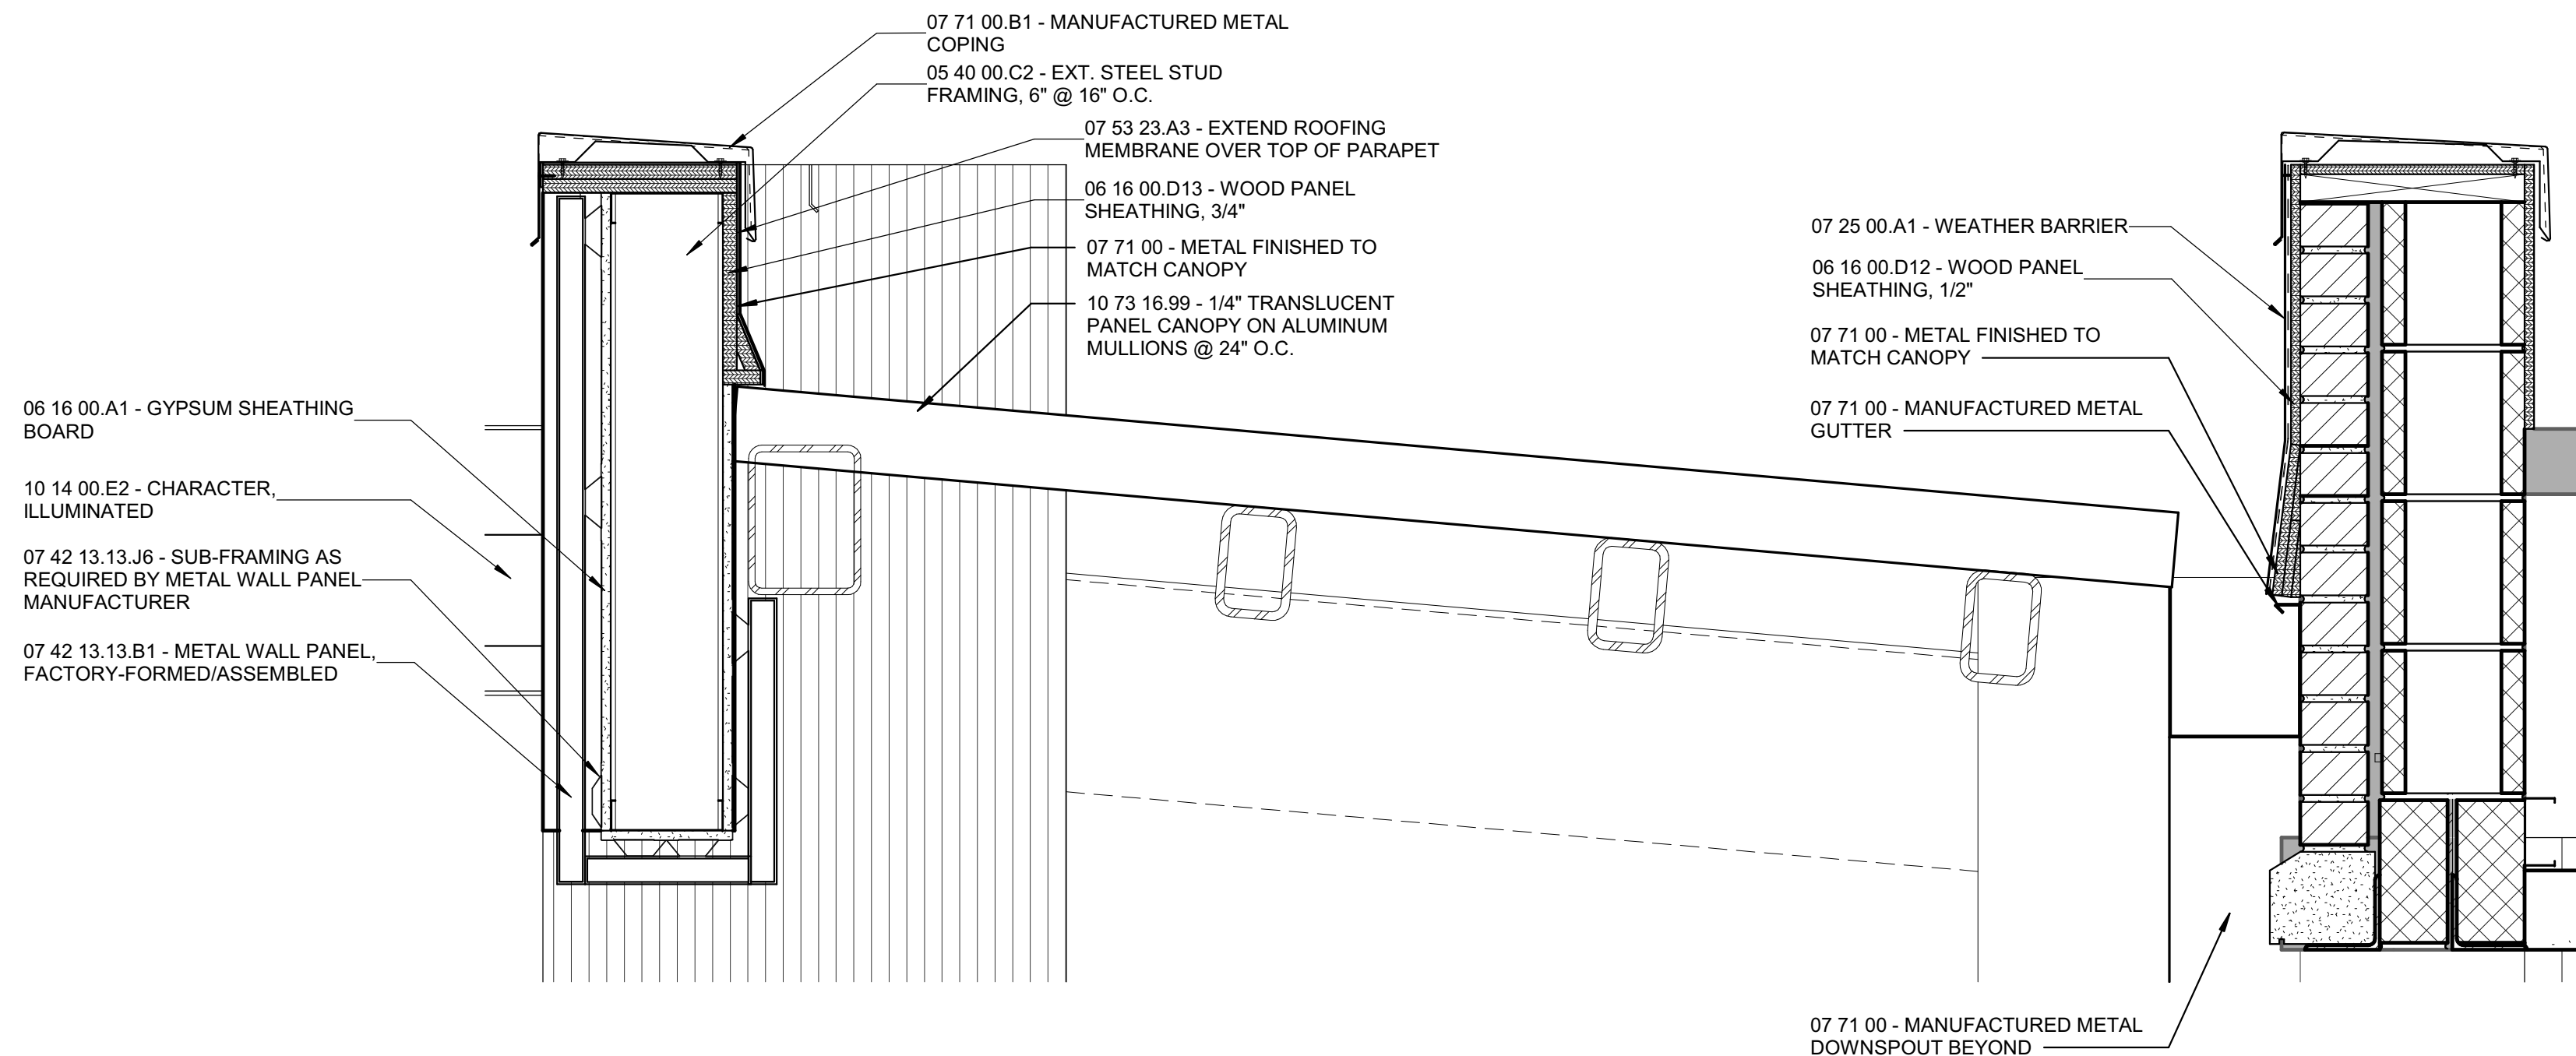 07 71 00.B1 - MANUFACTURED METAL
COPING
05 40 00.C2 - EXT. STEEL STUD
FRAMING, 6" @ 16" O.C.
07 53 23.A3 - EXTEND ROOFING
MEMBRANE OVER TOP OF PARAPET
06 16 00.D13 - WOOD PANEL
SHEATHING, 3/4"
07 71 00 - METAL FINISHED TO
MATCH CANOPY
10 73 16.99 - 1/4" TRANSLUCENT
PANEL CANOPY ON ALUMINUM
MULLIONS @ 24" O.C.
06 16 00.A1 - GYPSUM SHEATHING
BOARD
10 14 00.E2 - CHARACTER,
ILLUMINATED
07 42 13.13.J6 - SUB-FRAMING AS
REQUIRED BY METAL WALL PANEL
MANUFACTURER
07 42 13.13.B1 - METAL WALL PANEL,
FACTORY-FORMED/ASSEMBLED
07 25 00.A1 - WEATHER BARRIER
06 16 00.D12 - WOOD PANEL
SHEATHING, 1/2"
07 71 00 - METAL FINISHED TO
MATCH CANOPY
07 71 00 - MANUFACTURED METAL
GUTTER
07 71 00 - MANUFACTURED METAL
DOWNSPOUT BEYOND